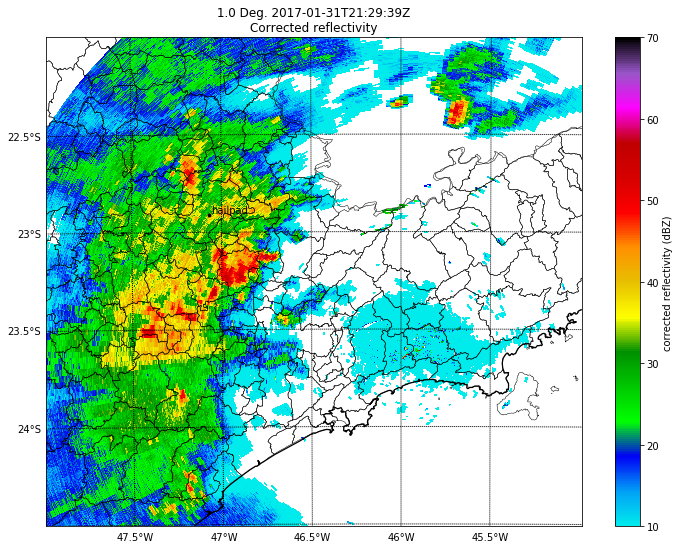 1.0 Deg. 2017-01-31T21:29:39Z
Corrected reflectivity
70
60
50
40
30
20
10
corrected reflectivity (dBZ)
22.5°S
23°S
23.5°S
24°S
hailpad
47.5°W
47°W
46.5°W
46°W
45.5°W